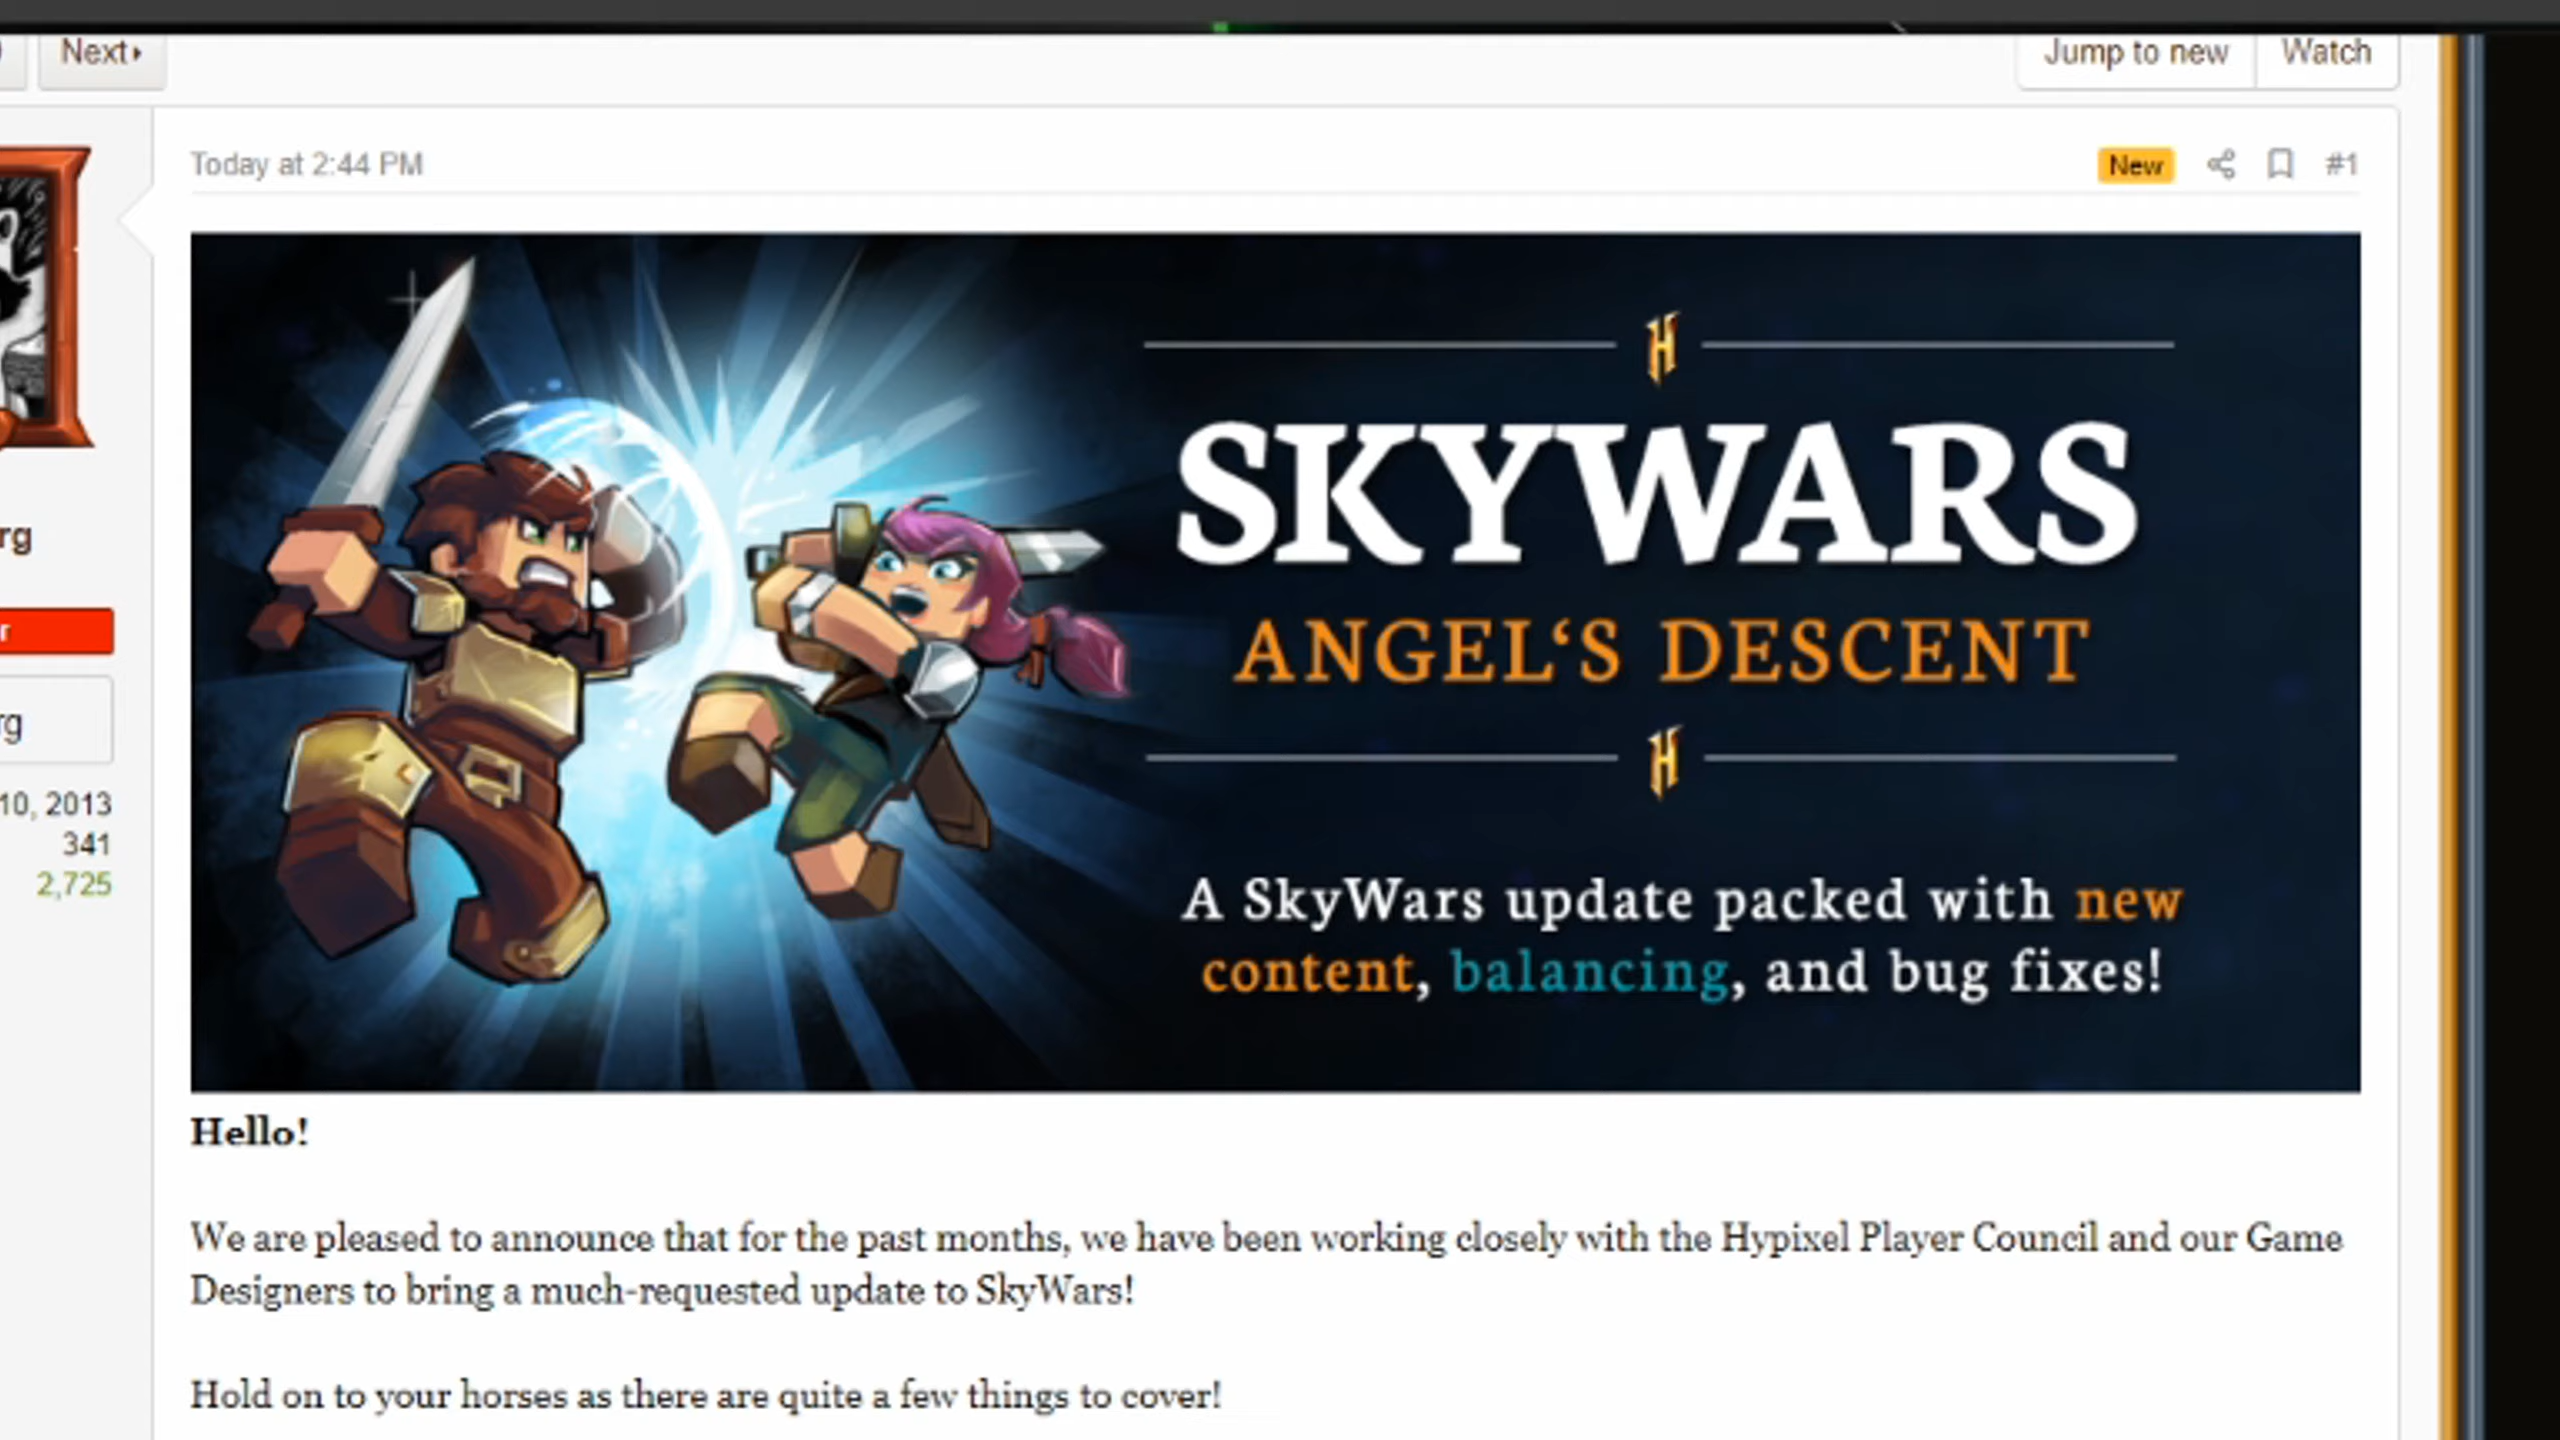 Next
Jump to new
Watch
Today at 2:44 PM
New
#1
rg
r
rg
10, 2013
341
2,725
H
SKYWARS
ANGEL‘S DESCENT
H
A SkyWars update packed with new
content, balancing, and bug fixes!
Hello!
We are pleased to announce that for the past months, we have been working closely with the Hypixel Player Council and our Game
Designers to bring a much-requested update to SkyWars!
Hold on to your horses as there are quite a few things to cover!